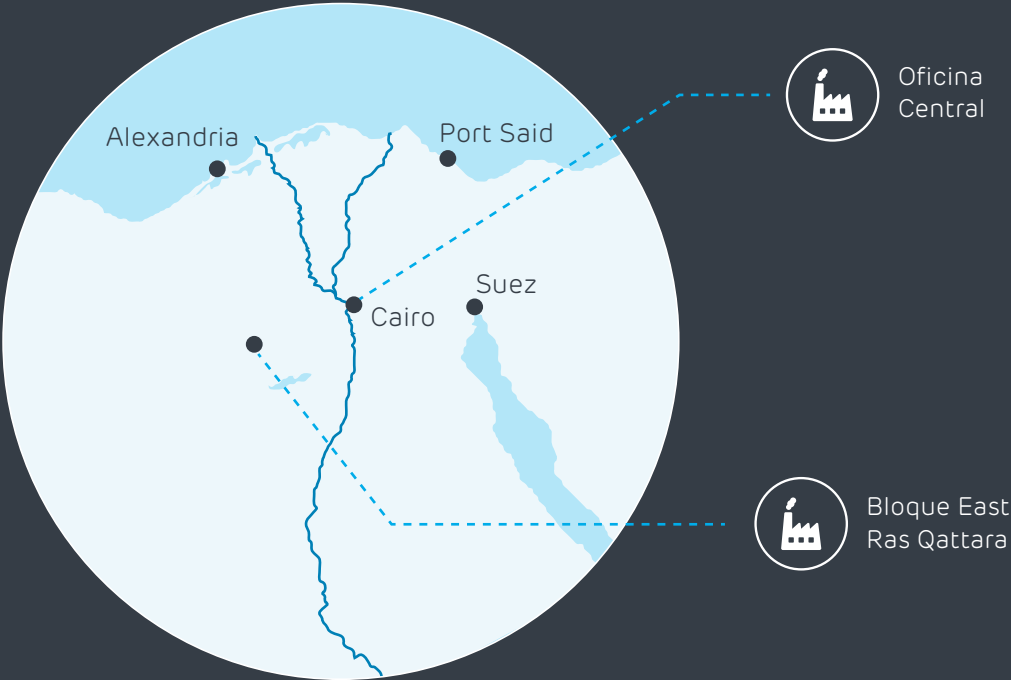 Oficina
Central
Alexandria
Port Said
Suez
Cairo
Bloque East
Ras Qattara